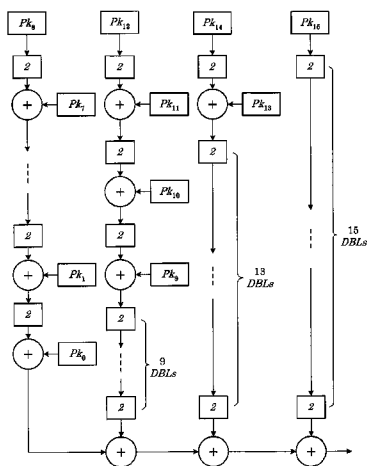 Pk₈ Pk₁₂ Pk₁₄ Pk₁₅
2 2 2 2
+ Pk₇ + Pk₁₁ + Pk₁₃
2 2
+ Pk₁₀
15
DBLs
2 2
13
DBLs
+ Pk₁ + Pk₉
2 2
+ Pk₀
9
DBLs
2 2 2
+ + +